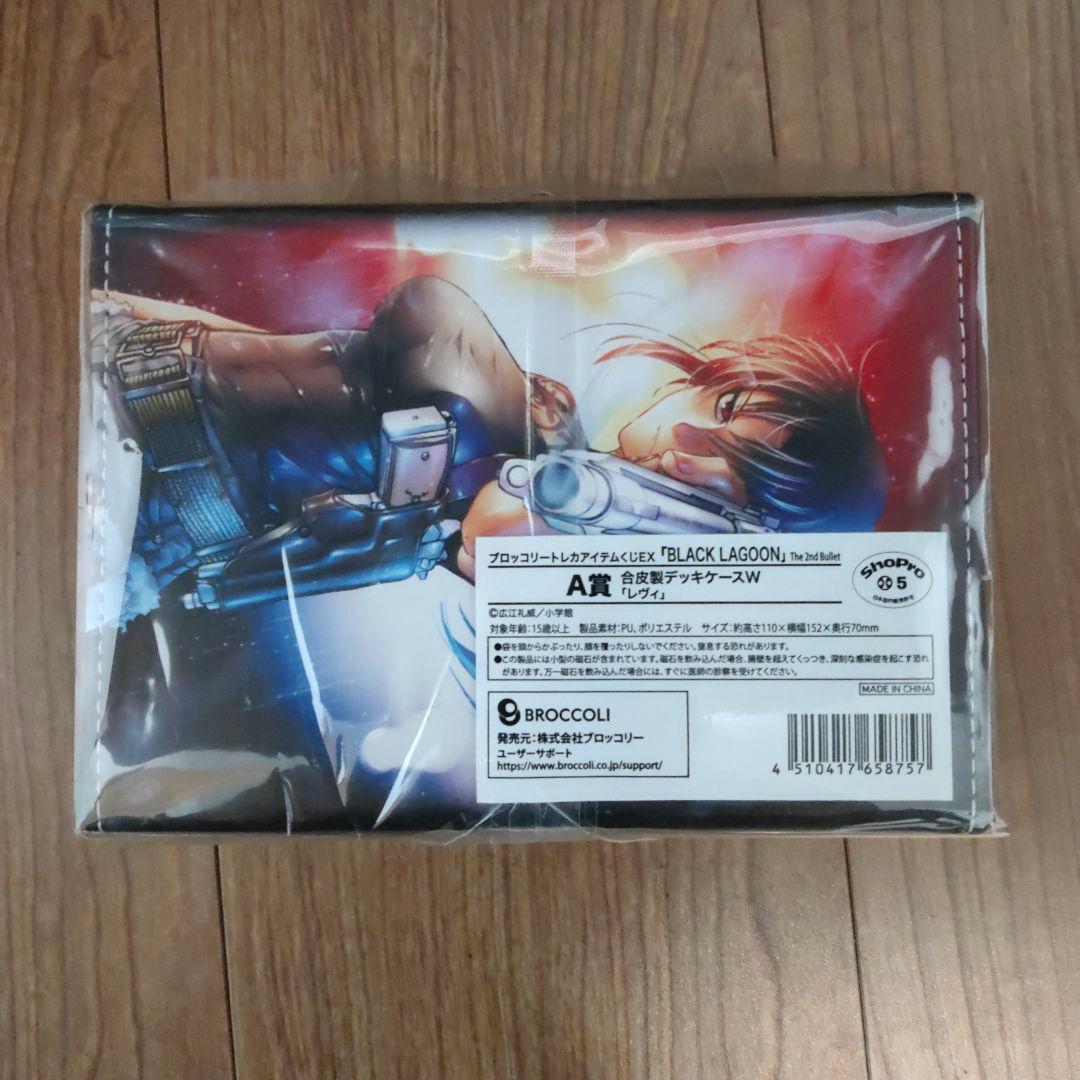 ブロッコリートレカアイテムくじEX「BLACK LAGOON」The 2nd Bullet
A賞 合皮製デッキケースW
「レヴィ」
©広江礼威／小学館
対象年齢:15歳以上 製品素材:PU、ポリエステル サイズ:約高さ110×横幅152×奥行70mm
●袋を頭からかぶったり、顔を覆ったりしないでください。窒息する恐れがあります。
●この製品には小型の磁石が含まれています。磁石を飲み込んだ場合、腸壁を超えてくっつき、深刻な感染症を起こす恐れ
があります。万一磁石を飲み込んだ場合には、すぐに医師の診察を受けてください。
ShoPro
5
日本国内販売許可
MADE IN CHINA
BROCCOLI
発売元:株式会社ブロッコリー
ユーザーサポート
https://www.broccoli.co.jp/support/
4 510417 658757